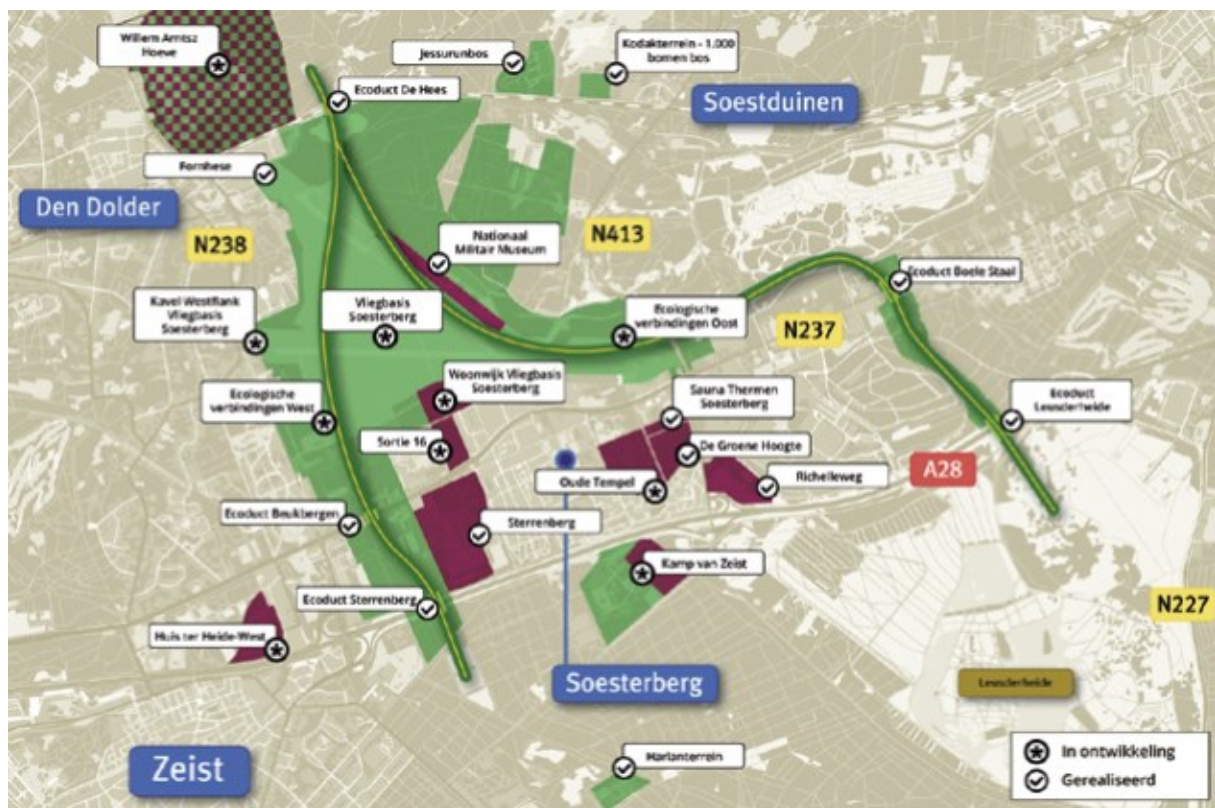 Willem Arntsz
Hoeve
Jessurunbos
Kodakterrein - 1.000
bomen bos
Ecoduct De Hees
Soestduinen
Fornhese
Den Dolder
N238
Nationaal
Militair Museum
N413
Ecoduct Boele Staal
Kavel Westflank
Vliegbasis
Soesterberg
Vliegbasis
Soesterberg
Ecologische
verbindingen Oost
N237
Woonwijk Vliegbasis
Soesterberg
Sauna Thermen
Soesterberg
Ecoduct
Leusderheide
Ecologische
verbindingen West
Sortie 16
De Groene Hoogte
A28
Oude Tempel
Richelleweg
Ecoduct Beukbergen
Sterrenberg
Kamp van Zeist
Ecoduct Sterrenberg
N227
Huis ter Heide-West
Soesterberg
Leusderheide
Zeist
Marianterrein
In ontwikkeling
Gerealiseerd